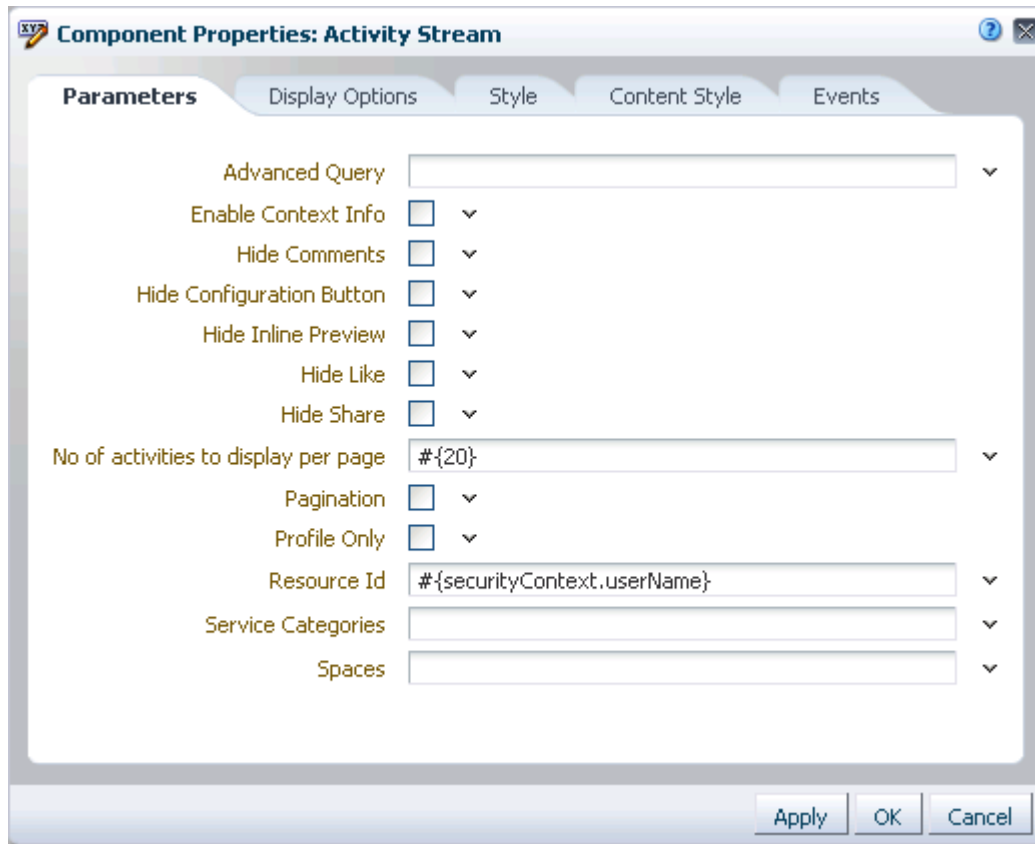 Component Properties: Activity Stream
Parameters Display Options Style Content Style Events
Advanced Query
Enable Context Info
Hide Comments
Hide Configuration Button
Hide Inline Preview
Hide Like
Hide Share
No of activities to display per page #{20}
Pagination
Profile Only
Resource Id #{securityContext.userName}
Service Categories
Spaces
Apply OK Cancel